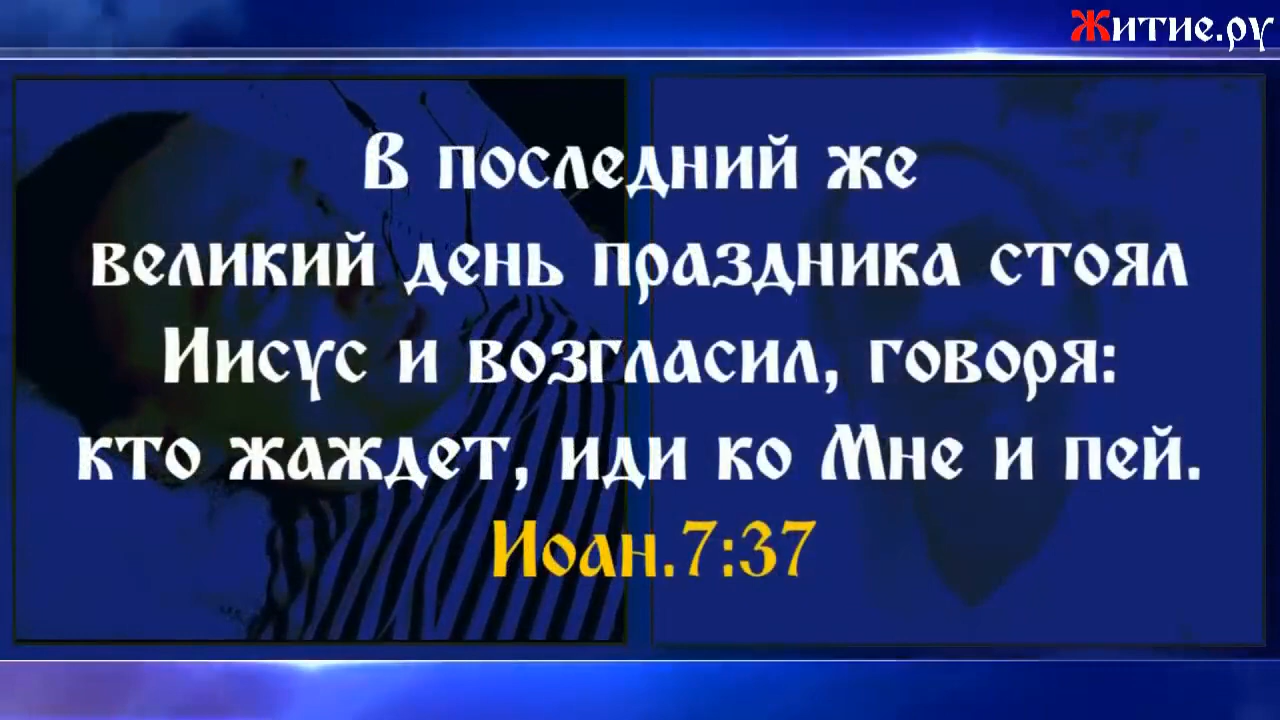 Житие.ру
В последний же
великий день праздника стоял
Иисус и возгласил, говоря:
кто жаждет, иди ко Мне и пей.
Иоан.7:37